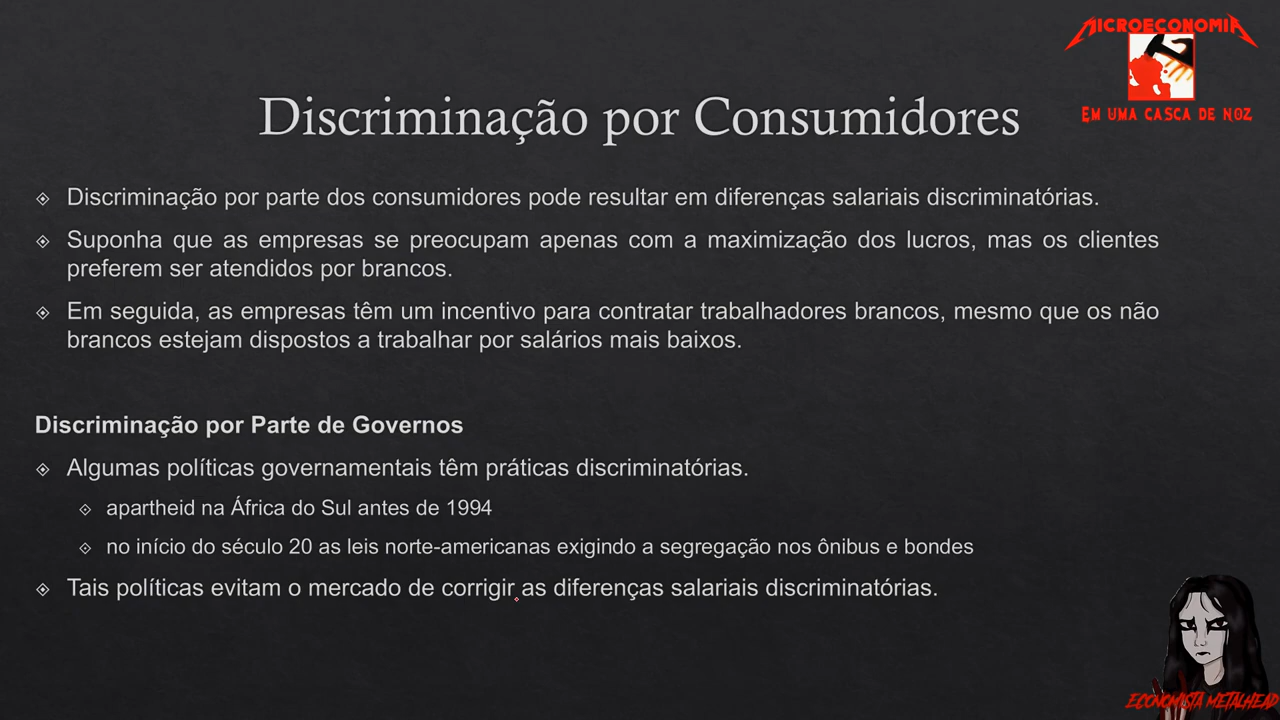 MICROECONOMIA
EM UMA CASCA DE NOZ
Discriminação por Consumidores
Discriminação por parte dos consumidores pode resultar em diferenças salariais discriminatórias.
Suponha que as empresas se preocupam apenas com a maximização dos lucros, mas os clientes
preferem ser atendidos por brancos.
Em seguida, as empresas têm um incentivo para contratar trabalhadores brancos, mesmo que os não
brancos estejam dispostos a trabalhar por salários mais baixos.
Discriminação por Parte de Governos
Algumas políticas governamentais têm práticas discriminatórias.
apartheid na África do Sul antes de 1994
no início do século 20 as leis norte-americanas exigindo a segregação nos ônibus e bondes
Tais políticas evitam o mercado de corrigir as diferenças salariais discriminatórias.
ECONOMISTA METALHEAD